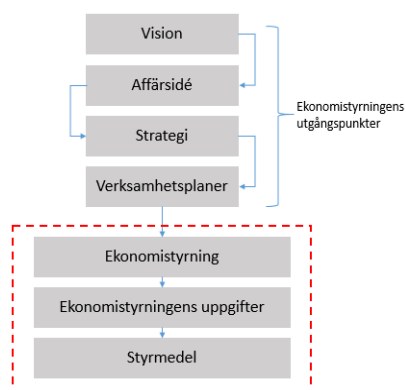 Vision
Affärsidé
Strategi
Verksamhetsplaner
Ekonomistyrningens
utgångspunkter
Ekonomistyrning
Ekonomistyrningens uppgifter
Styrmedel